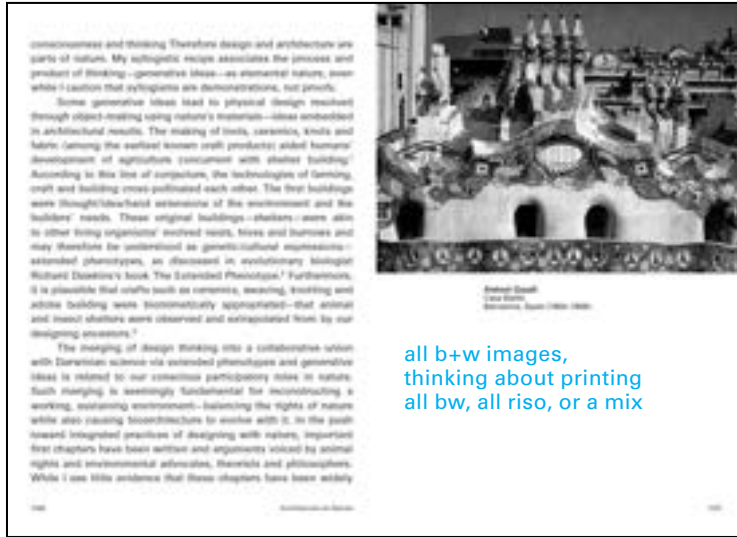 consciousness and thinking Therefore design and architecture are
parts of nature. My syllogistic recipe associates the process and
product of thinking—generative ideas—as elemental nature, even
while I caution that syllogisms are demonstrations, not proofs.
Some generative ideas lead to physical design resolved
through object-making using nature's materials—ideas embedded
in architectural results. The making of tools, ceramics, knots and
fabric (among the earliest known craft products) aided humans'
development of agriculture concurrent with shelter building.
According to this line of conjecture, the technologies of farming,
craft and building cross-pollinated each other. The first buildings
were thought/idea/hand extensions of the environment and the
builders' needs. These original buildings—shelters—were akin
to other living organisms' evolved nests, hives and burrows and
may therefore be understood as genetic/cultural expressions—
extended phenotypes, as discussed in evolutionary biologist
Richard Dawkins's book The Extended Phenotype. Furthermore,
it is plausible that crafts such as ceramics, weaving, knotting and
adobe building were biomimetically appropriated—that animal
and insect shelters were observed and extrapolated from by our
designing ancestors.
The merging of design thinking into a collaborative union
with Darwinian science via extended phenotypes and generative
ideas is related to our conscious participatory roles in nature.
Such merging is seemingly fundamental for reconstructing a
working, sustaining environment—balancing the rights of nature
while also causing bioarchitecture to evolve with it. In the push
toward integrated practices of designing with nature, important
first chapters have been written and arguments voiced by animal
rights and environmental advocates, theorists and philosophers.
While I see little evidence that these chapters have been widely
Antoni Gaudí
Casa Batlló
Barcelona, Spain
all b+w images,
thinking about printing
all bw, all riso, or a mix